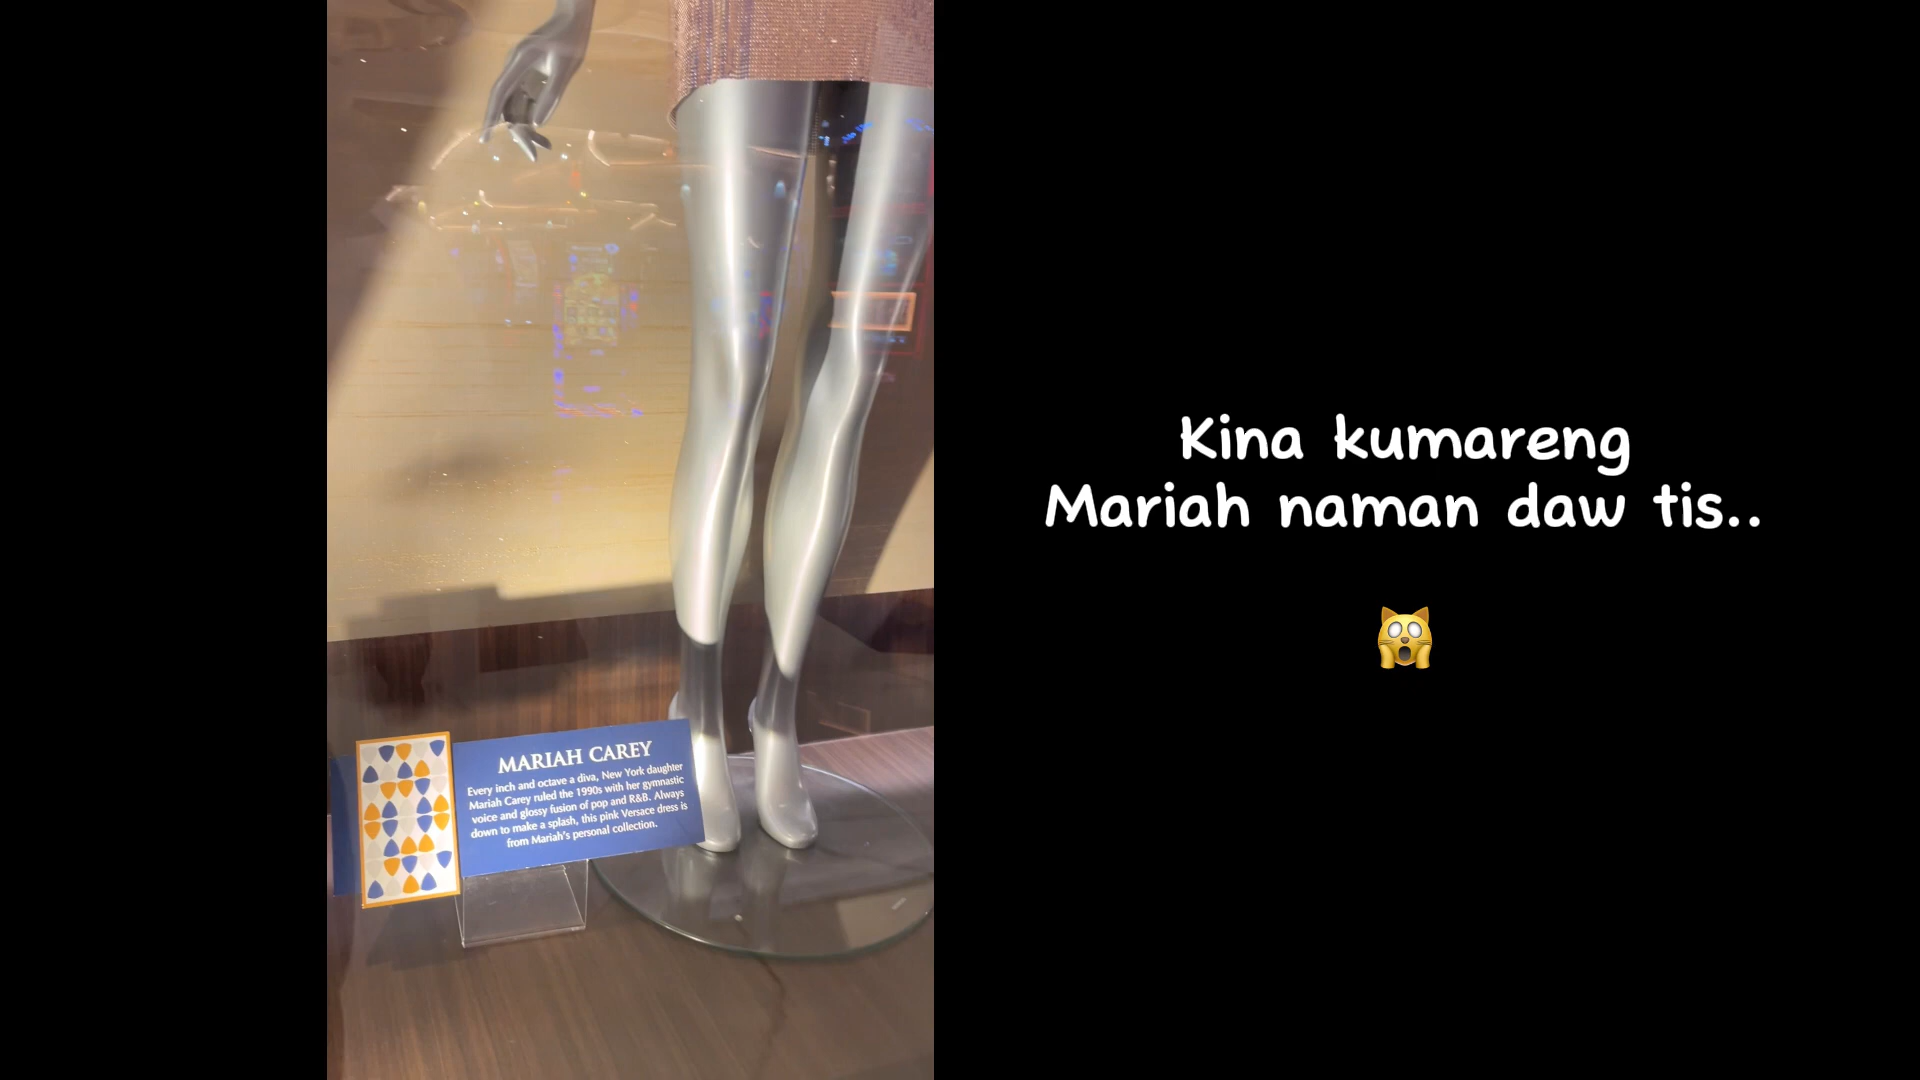 MARIAH CAREY
Every inch and octave a diva, New York daughter
Mariah Carey ruled the 1990s with her gymnastic
voice and glossy fusion of pop and R&B. Always
down to make a splash, this pink Versace dress is
from Mariah's personal collection.
Kina kumareng
Mariah naman daw tis..